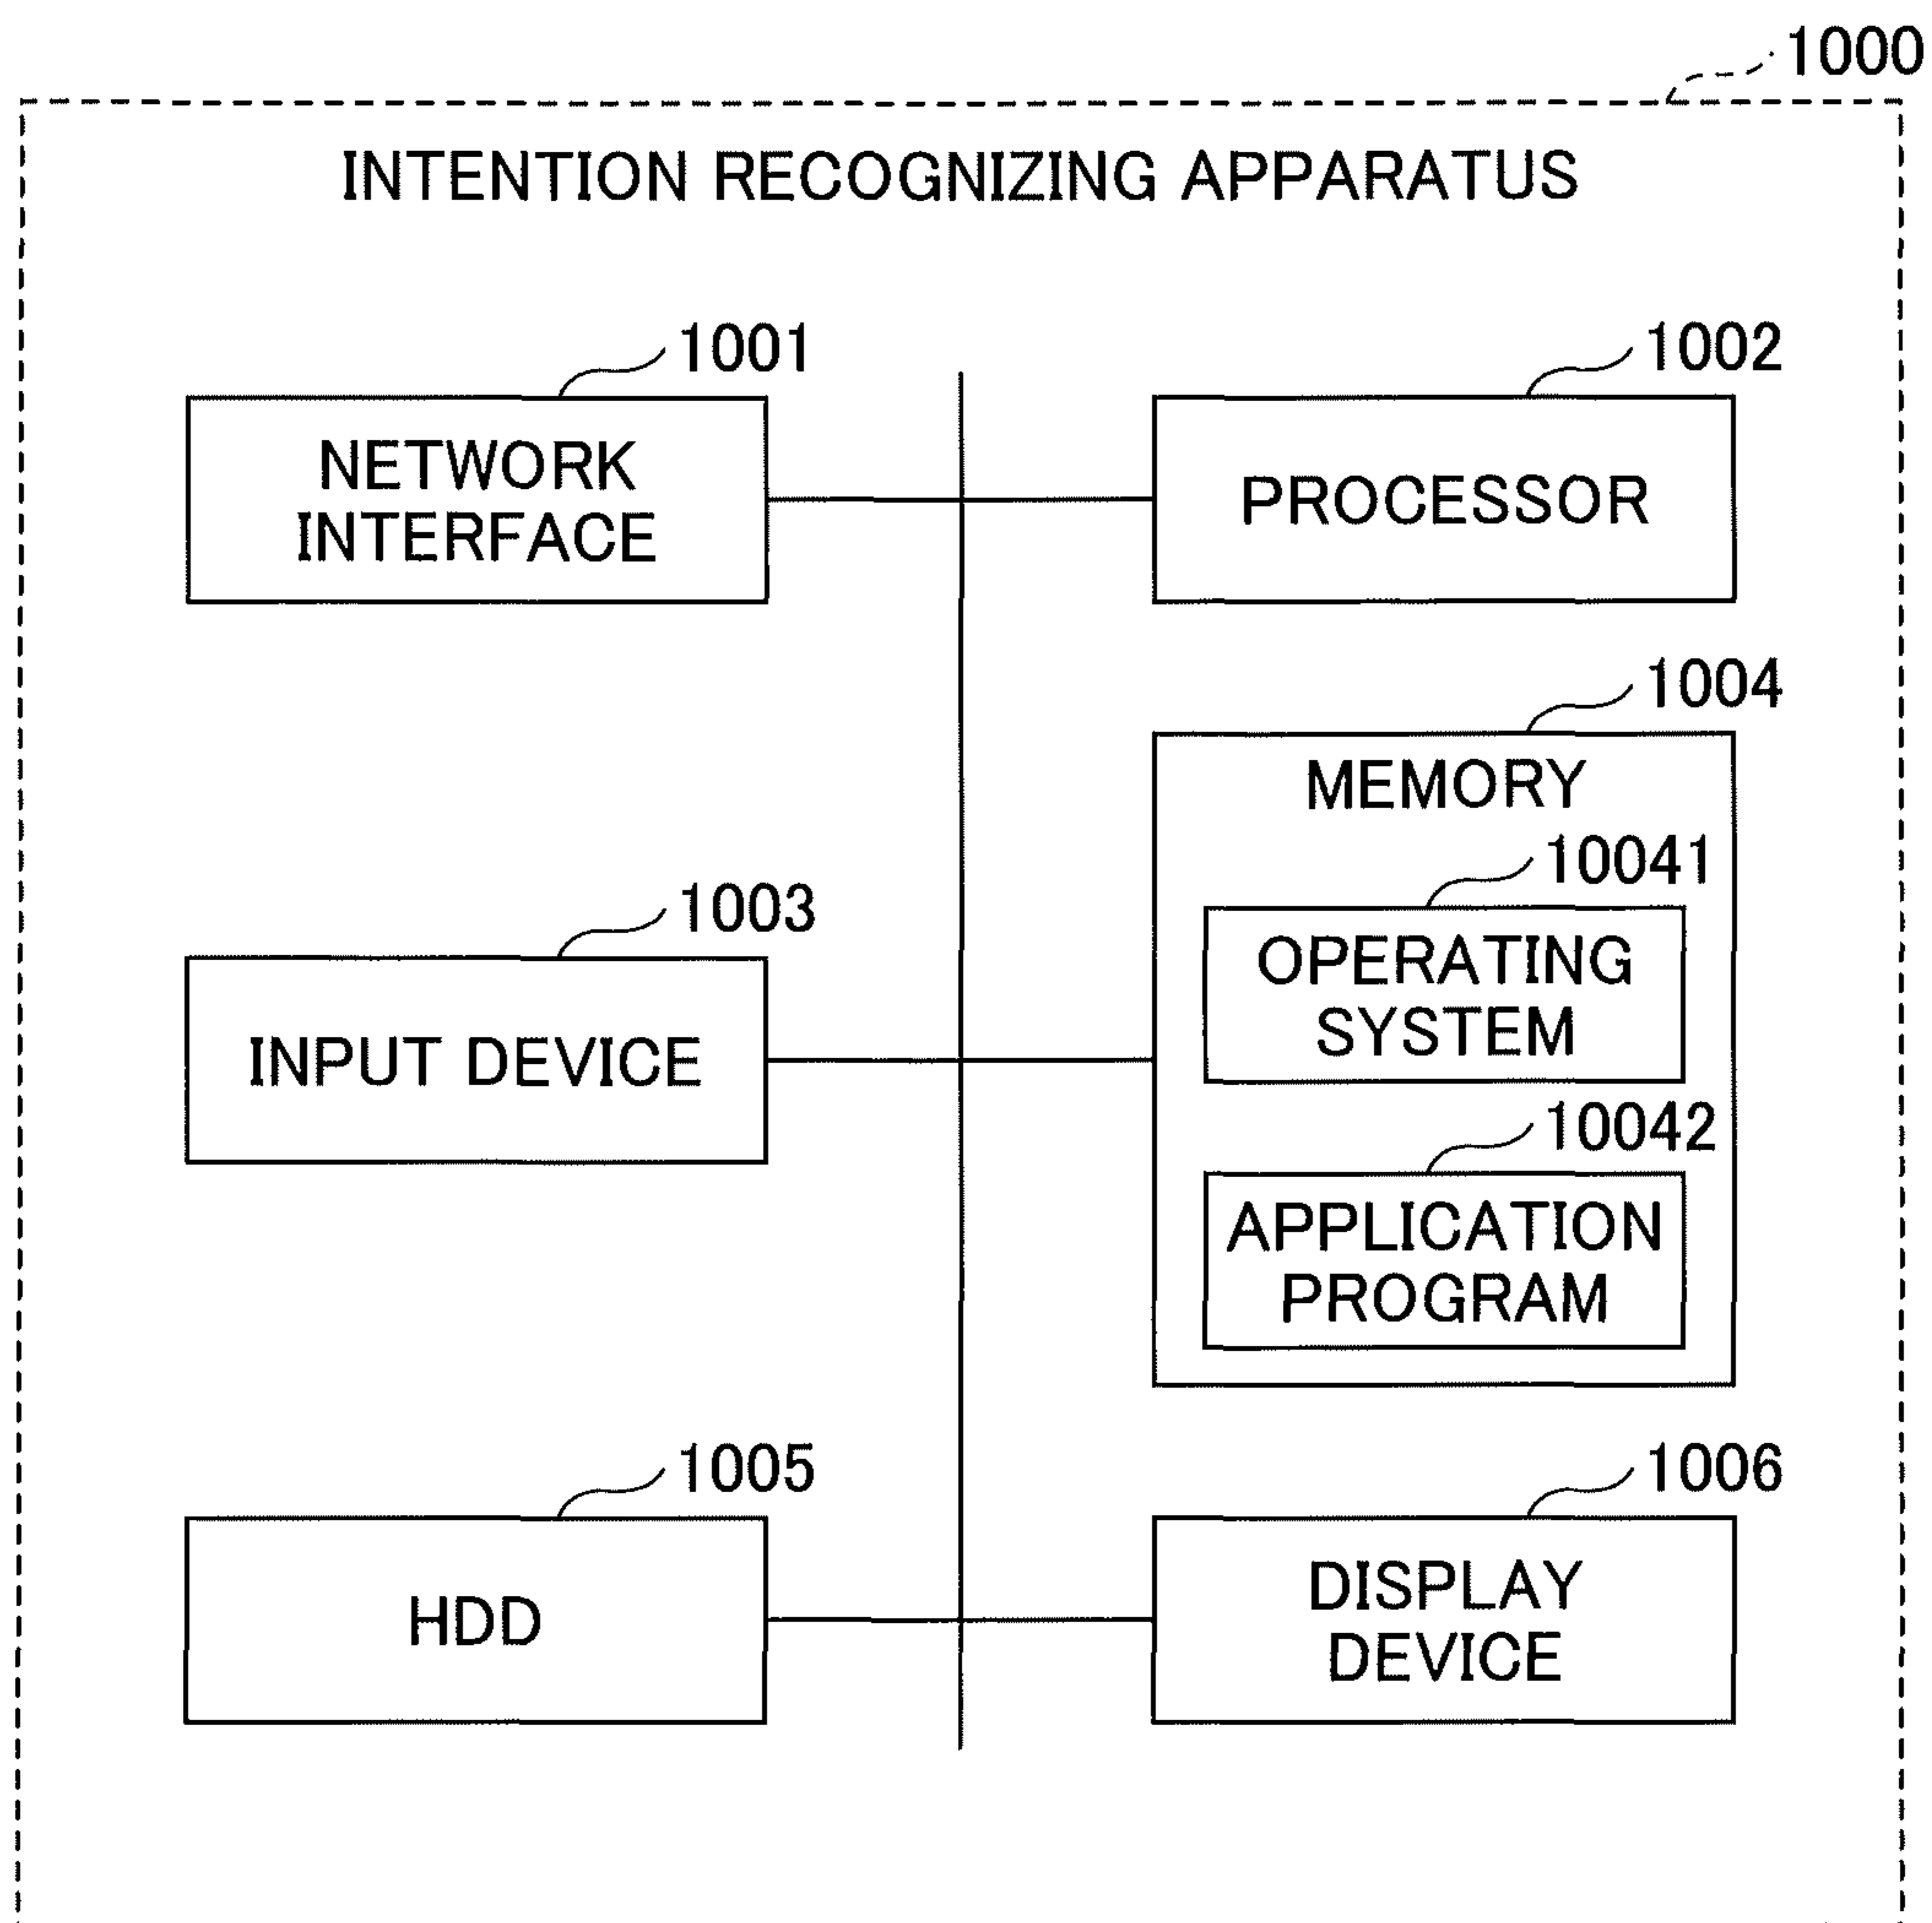 1000
INTENTION RECOGNIZING APPARATUS
1001
NETWORK
INTERFACE
1002
PROCESSOR
1003
INPUT DEVICE
1004
MEMORY
10041
OPERATING
SYSTEM
10042
APPLICATION
PROGRAM
1005
HDD
1006
DISPLAY
DEVICE